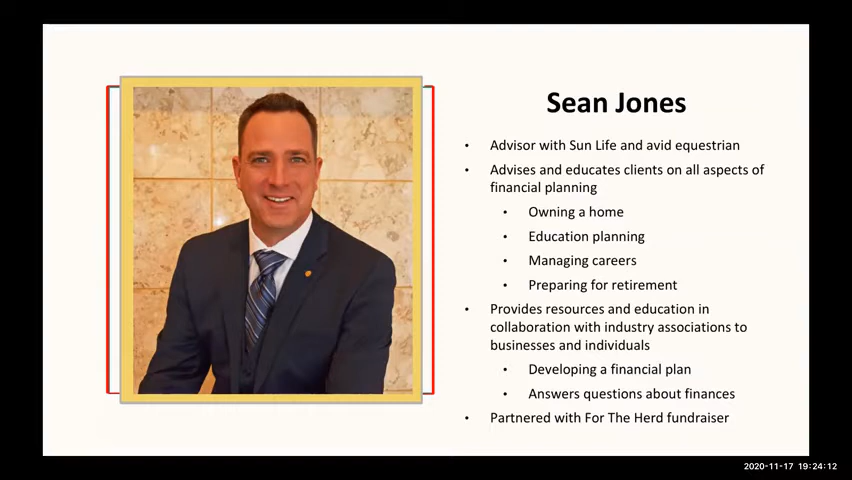 Sean Jones
• Advisor with Sun Life and avid equestrian
• Advises and educates clients on all aspects of
financial planning
• Owning a home
• Education planning
• Managing careers
• Preparing for retirement
• Provides resources and education in
collaboration with industry associations to
businesses and individuals
• Developing a financial plan
• Answers questions about finances
• Partnered with For The Herd fundraiser
2020-11-17 19:24:12